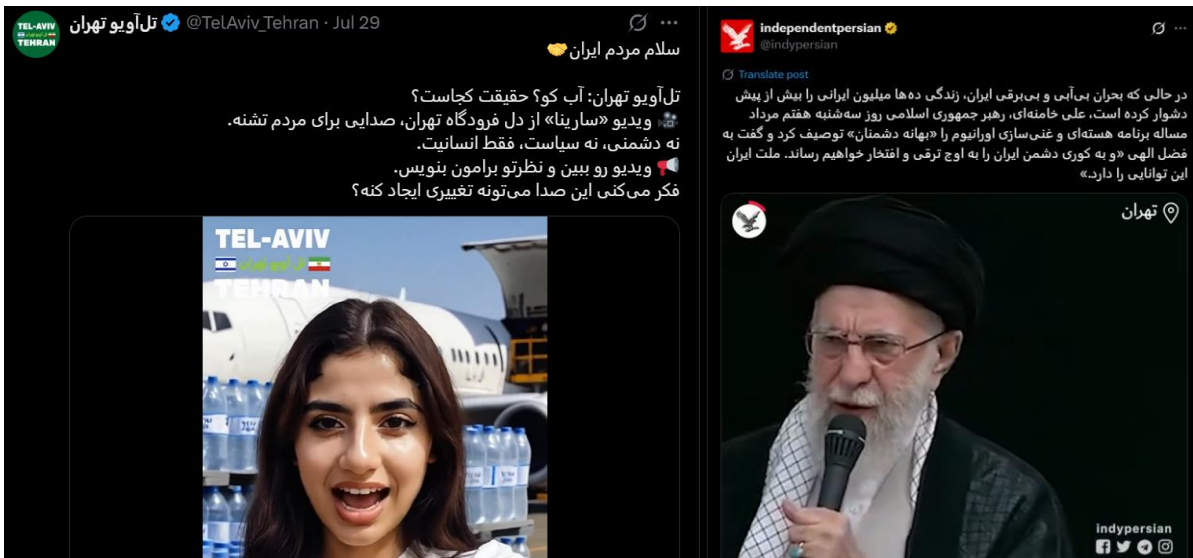 TEL-AVIV
TEHRAN
تل‌آویو تهران @TelAviv_Tehran · Jul 29
سلام مردم ایران🤝
تل‌آویو تهران: آب کو؟ حقیقت کجاست؟
🎥 ویدیو «سارینا» از دل فرودگاه تهران، صدایی برای مردم تشنه.
نه دشمنی، نه سیاست، فقط انسانیت.
📢 ویدیو رو ببین و نظرتو برامون بنویس.
فکر می‌کنی این صدا می‌تونه تغییری ایجاد کنه؟
TEL-AVIV
تل آویو تهران
TEHRAN
independentpersian
@indypersian
Translate post
در حالی که بحران بی‌آبی و بی‌برقی ایران، زندگی ده‌ها میلیون ایرانی را بیش از پیش
دشوار کرده است، علی خامنه‌ای، رهبر جمهوری اسلامی روز سه‌شنبه هفتم مرداد
مساله برنامه هسته‌ای و غنی‌سازی اورانیوم را «بهانه دشمنان» توصیف کرد و گفت به
فضل الهی «و به کوری دشمن ایران را به اوج ترقی و افتخار خواهیم رساند. ملت ایران
این توانایی را دارد.»
تهران
indypersian